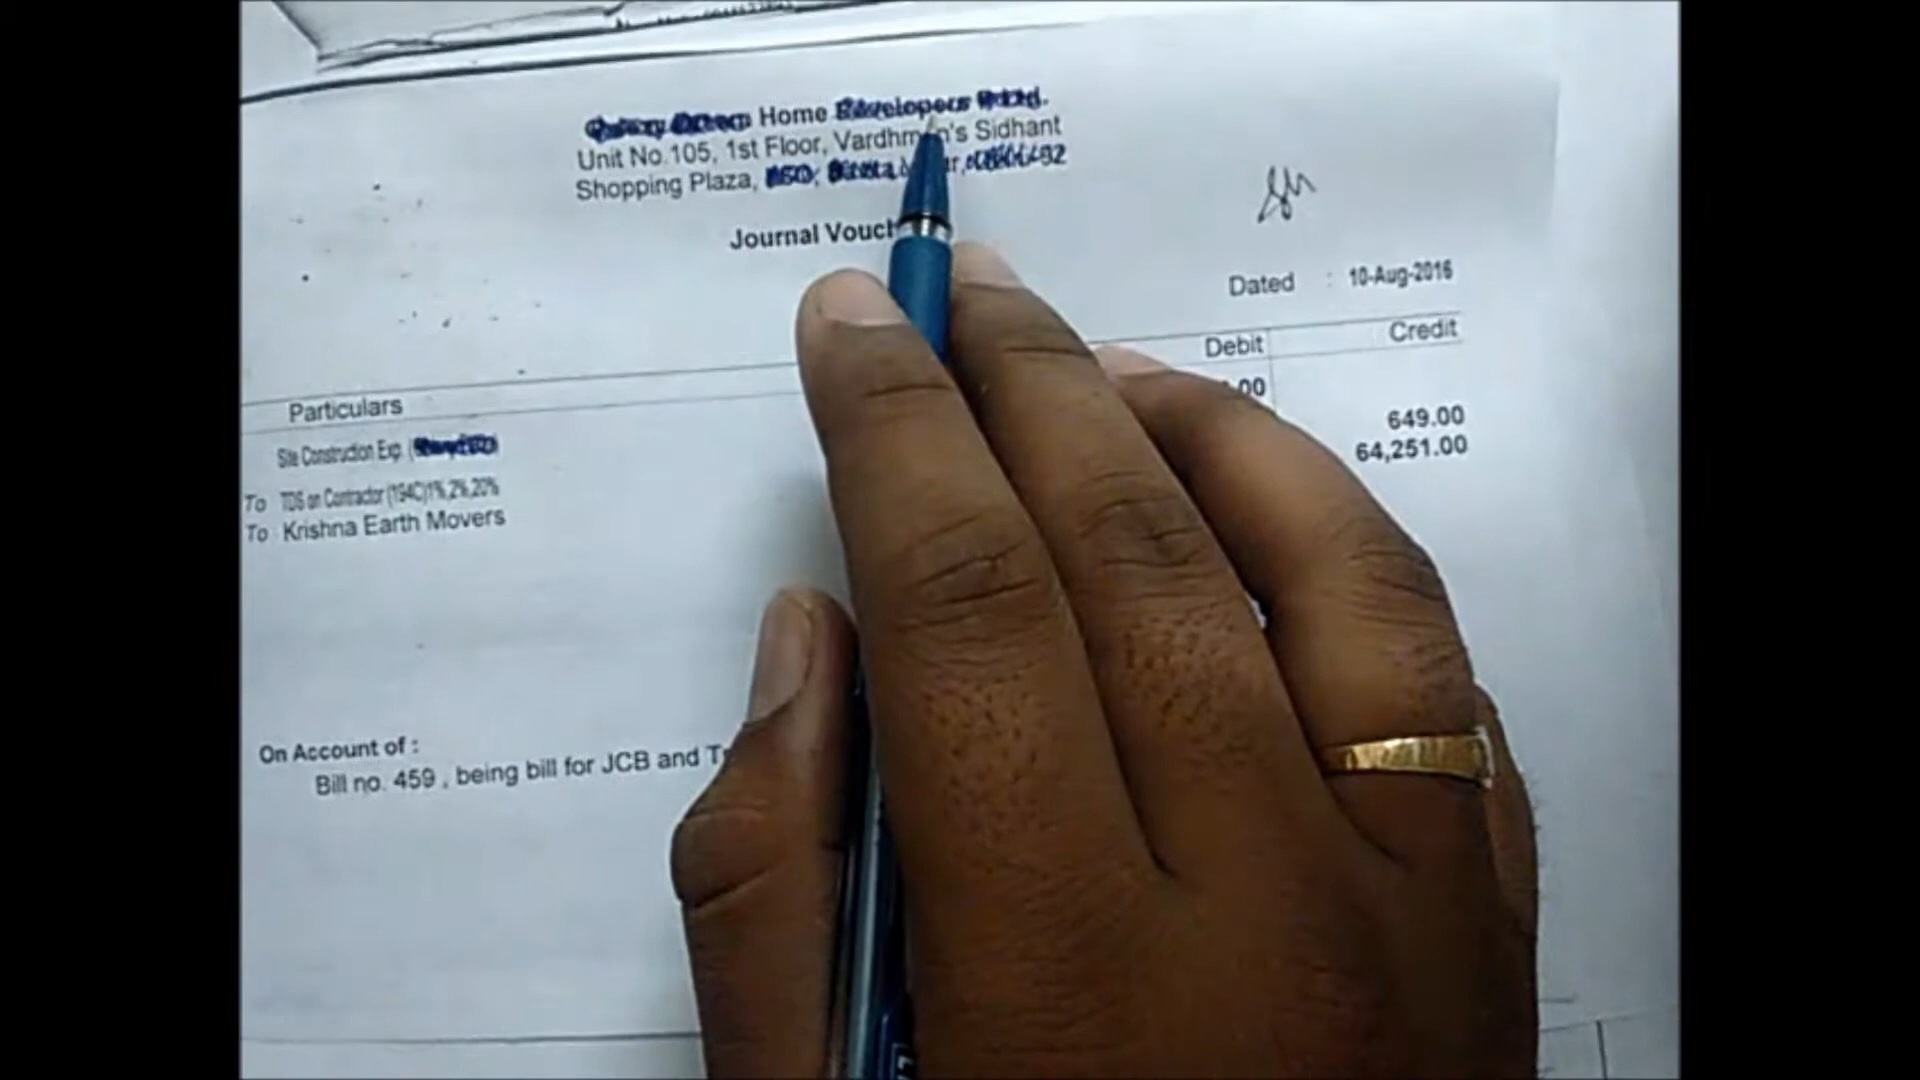 Home
Unit No.105, 1st Floor, Vardhm n's Sidhant
Shopping Plaza,
Journal Vouch
Dated : 10-Aug-2016
Particulars Debit Credit
Site Construction Exp. ( .00
To TDS on Contractor (194C)1%,2%,20% 649.00
To Krishna Earth Movers 64,251.00
On Account of :
Bill no. 459 , being bill for JCB and Tr